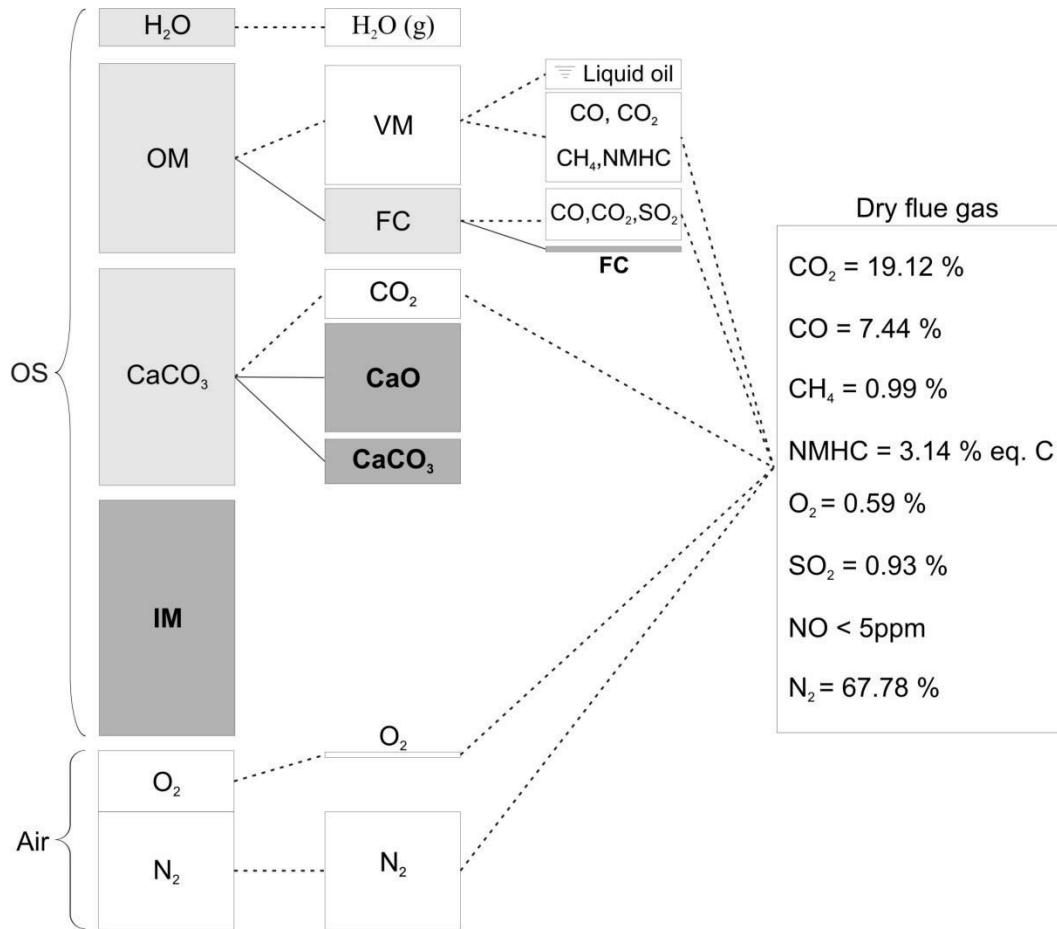 H₂O
H₂O (g)
Liquid oil
OM
VM
CO, CO₂
CH₄,NMHC
FC
CO,CO₂,SO₂
FC
Dry flue gas
CO₂ = 19.12 %
CO = 7.44 %
CH₄ = 0.99 %
NMHC = 3.14 % eq. C
O₂ = 0.59 %
SO₂ = 0.93 %
NO < 5ppm
N₂ = 67.78 %
OS
CaCO₃
CO₂
CaO
CaCO₃
IM
Air
O₂
O₂
N₂
N₂